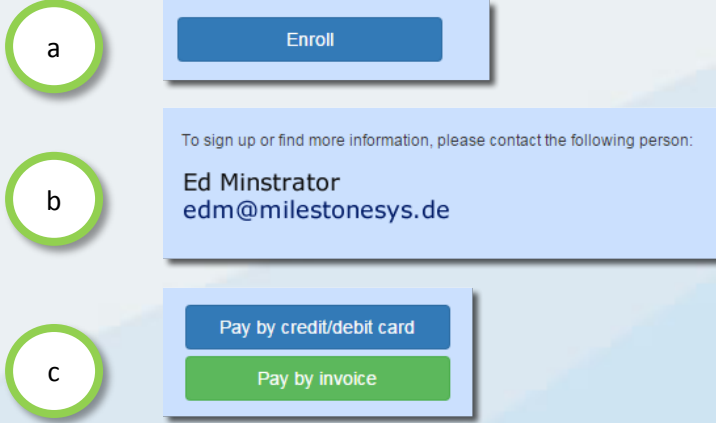 a
Enroll
b
To sign up or find more information, please contact the following person:
Ed Minstrator
edm@milestonesys.de
c
Pay by credit/debit card
Pay by invoice